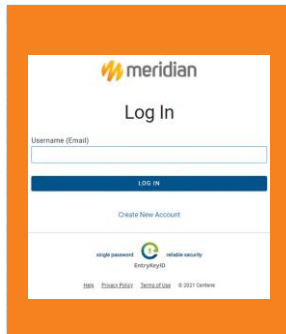 meridian
Log In
Username (Email)
LOG IN
Create New Account
single password reliable security
EntryKeyID
Help Privacy Policy Terms of Use © 2021 Centene